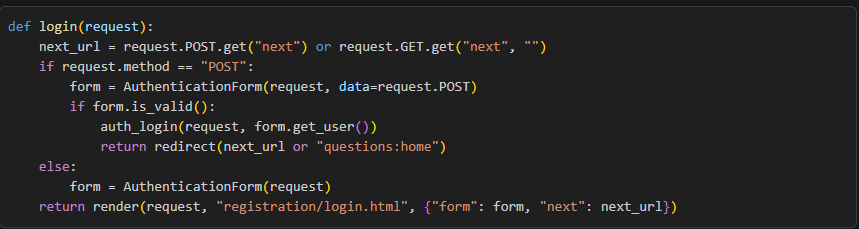 def login(request):
    next_url = request.POST.get("next") or request.GET.get("next", "")
    if request.method == "POST":
        form = AuthenticationForm(request, data=request.POST)
        if form.is_valid():
            auth_login(request, form.get_user())
            return redirect(next_url or "questions:home")
    else:
        form = AuthenticationForm(request)
    return render(request, "registration/login.html", {"form": form, "next": next_url})